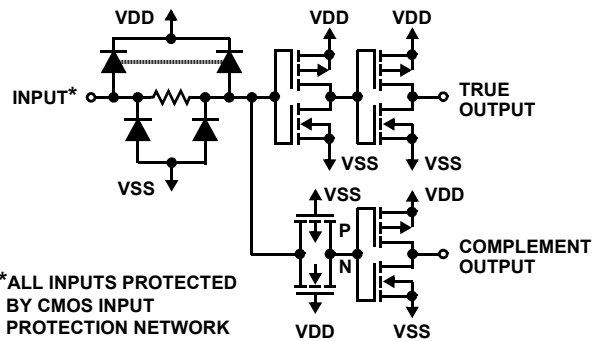 VDD
VDD
VDD
INPUT*
TRUE
OUTPUT
VSS
VSS
VSS
VSS
VDD
P
N
COMPLEMENT
OUTPUT
*ALL INPUTS PROTECTED
BY CMOS INPUT
PROTECTION NETWORK
VDD
VSS